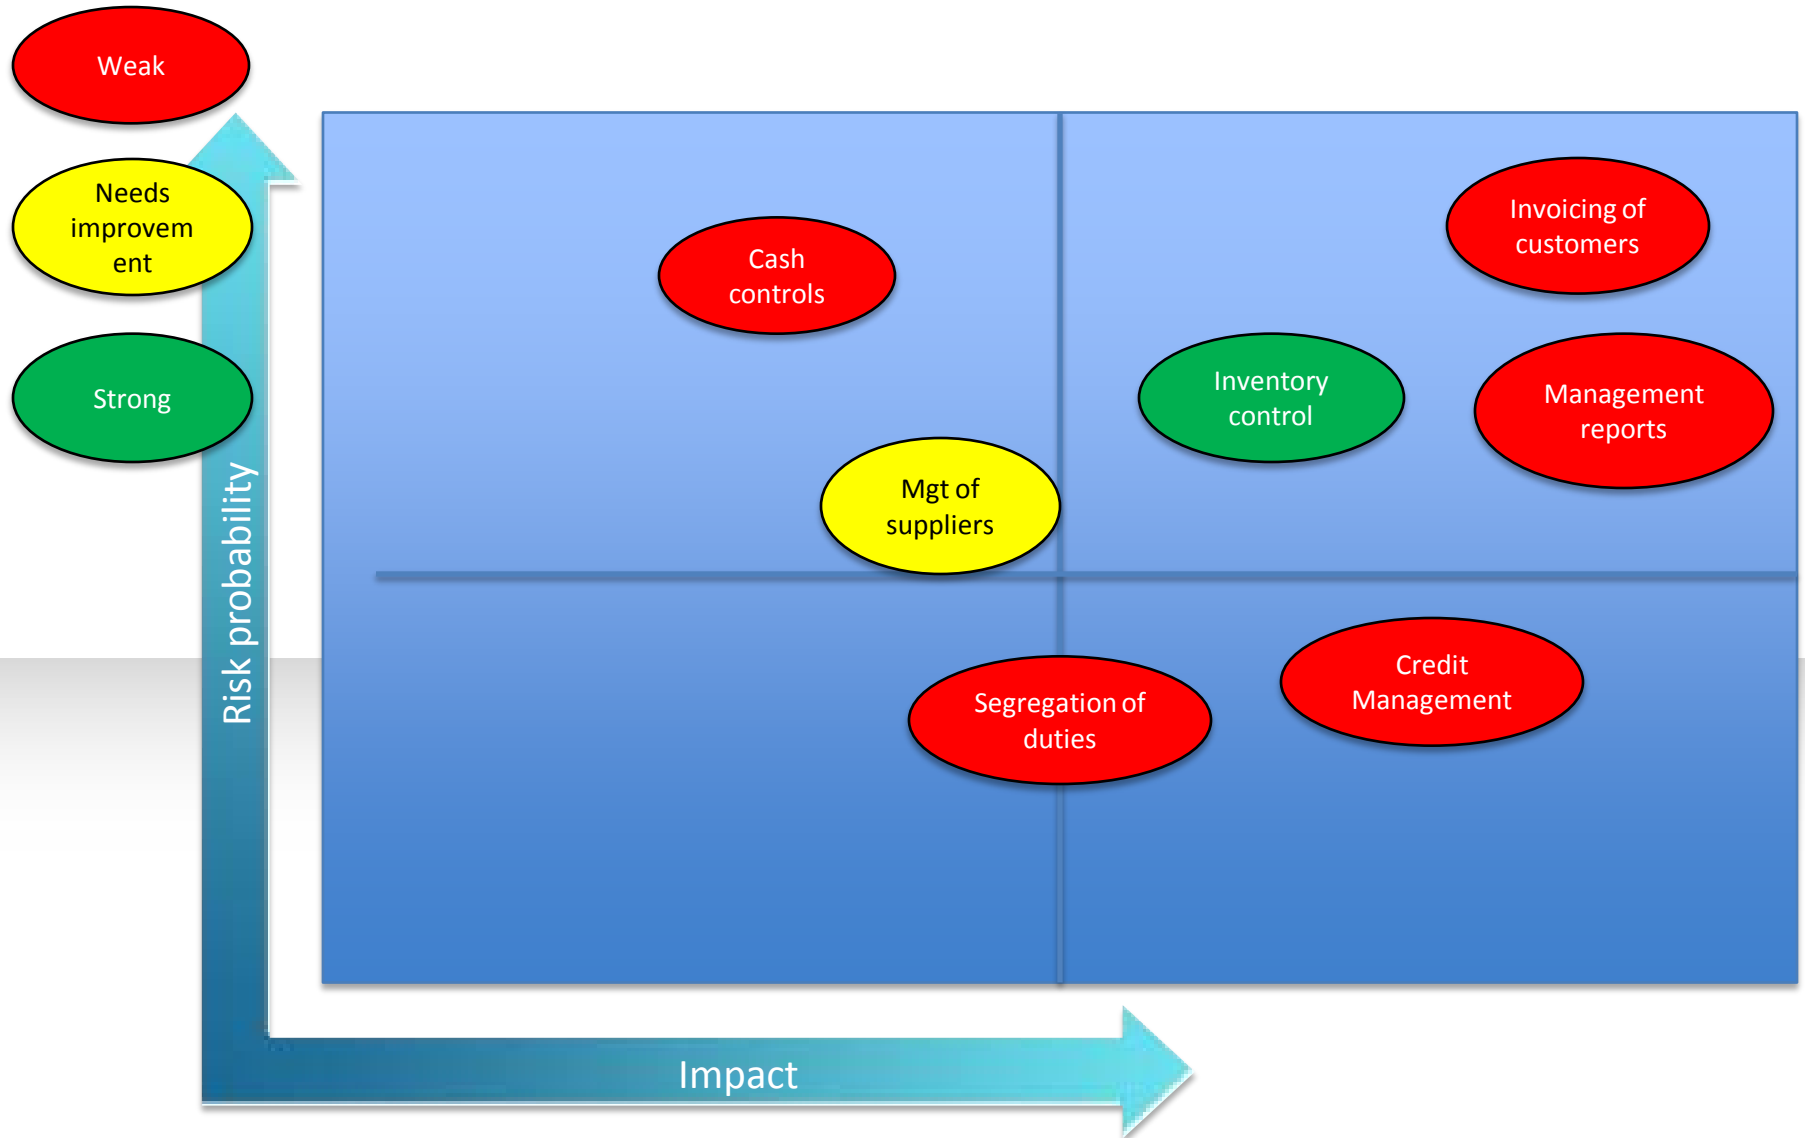 Weak
Needs
improvem
ent
Strong
Risk probability
Cash
controls
Invoicing of
customers
Inventory
control
Management
reports
Mgt of
suppliers
Credit
Management
Segregation of
duties
Impact